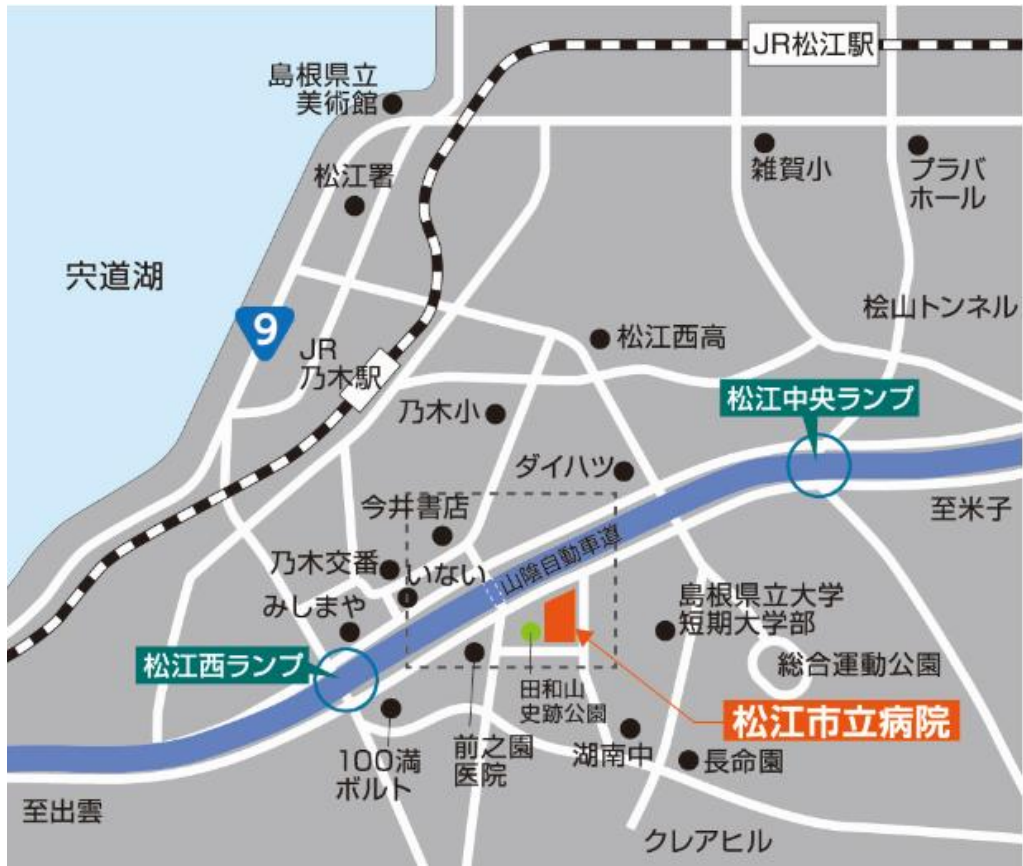 JR松江駅
島根県立
美術館
松江署
雑賀小
プラバ
ホール
宍道湖
9
JR
乃木駅
松江西高
桧山トンネル
乃木小
松江中央ランプ
ダイハツ
今井書店
至米子
乃木交番
いない
山陰自動車道
みしまや
島根県立大学
短期大学部
松江西ランプ
総合運動公園
田和山
史跡公園
松江市立病院
100満
ボルト
前之園
医院
湖南中
長命園
至出雲
クレアヒル